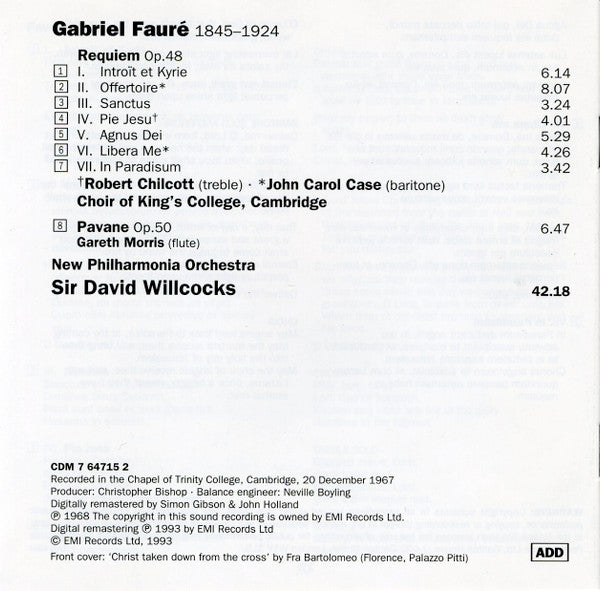 Gabriel Fauré 1845–1924
Requiem Op.48
1 I. Introït et Kyrie 6.14
2 II. Offertoire* 8.07
3 III. Sanctus 3.24
4 IV. Pie Jesu† 4.01
5 V. Agnus Dei 5.29
6 VI. Libera Me* 4.26
7 VII. In Paradisum 3.42
†Robert Chilcott (treble) · *John Carol Case (baritone)
Choir of King's College, Cambridge
8 Pavane Op.50 6.47
Gareth Morris (flute)
New Philharmonia Orchestra
Sir David Willcocks 42.18
CDM 7 64715 2
Recorded in the Chapel of Trinity College, Cambridge, 20 December 1967
Producer: Christopher Bishop · Balance engineer: Neville Boyling
Digitally remastered by Simon Gibson & John Holland
℗ 1968 The copyright in this sound recording is owned by EMI Records Ltd.
Digital remastering ℗ 1993 by EMI Records Ltd
© EMI Records Ltd, 1993
Front cover: 'Christ taken down from the cross' by Fra Bartolomeo (Florence, Palazzo Pitti)
ADD